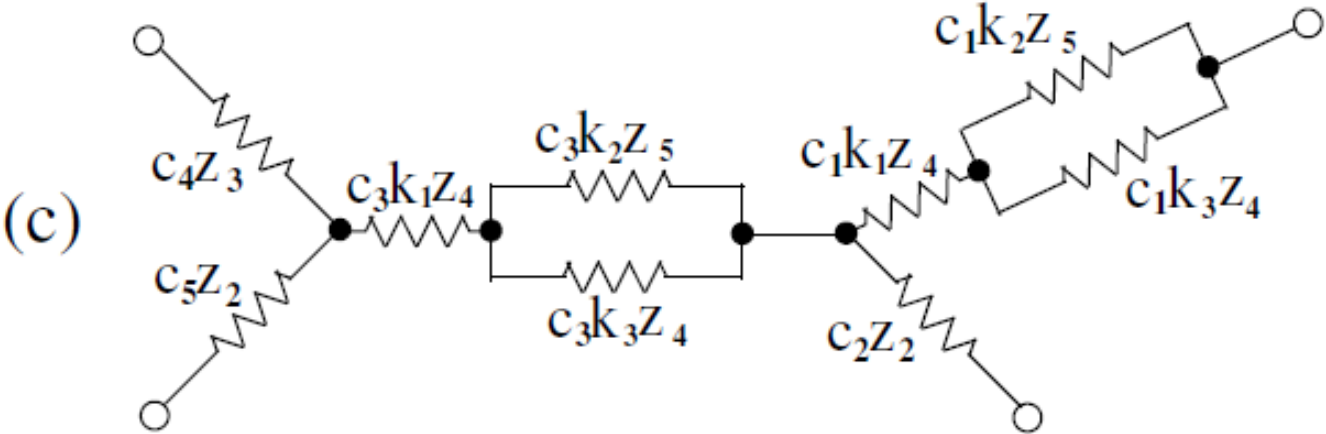 (c)
c₄z₃
c₅z₂
c₃k₁z₄
c₃k₂z₅
c₃k₃z₄
c₁k₁z₄
c₁k₂z₅
c₁k₃z₄
c₂z₂